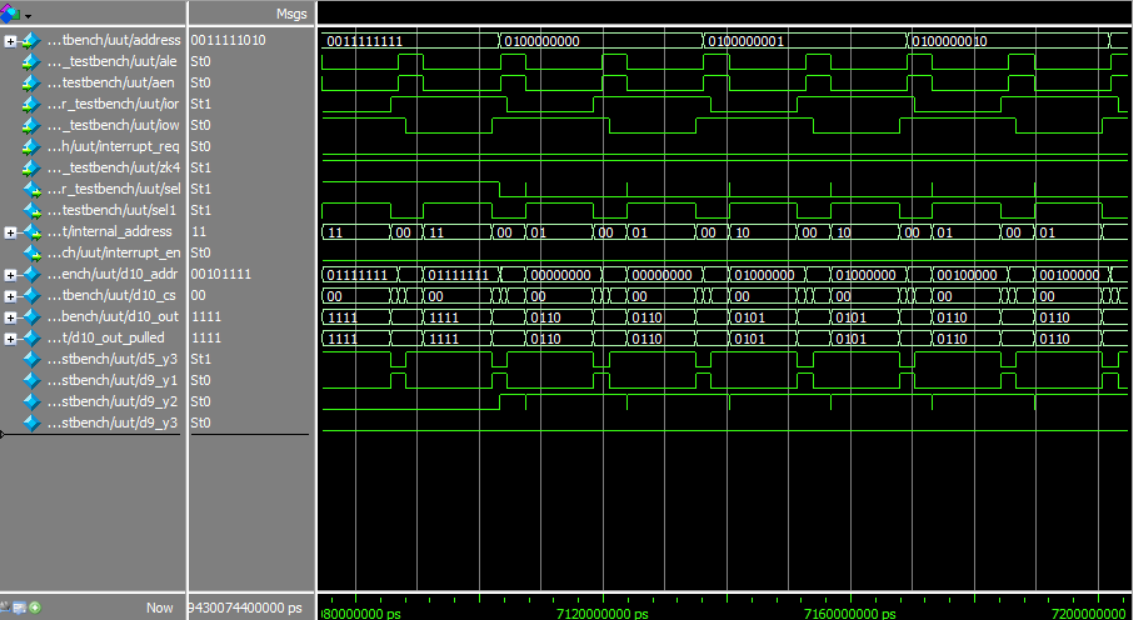 Msgs
...tbench/uut/address 0011111010 0011111111 0100000000 0100000001 0100000010
..._testbench/uut/ale St0
...testbench/uut/aen St0
...r_testbench/uut/ior St1
..._testbench/uut/iow St0
...h/uut/interrupt_req St0
..._testbench/uut/zk4 St1
...r_testbench/uut/sel St1
...testbench/uut/sel1 St1
...t/internal_address 11 11 00 11 00 01 00 01 00 10 00 10 00 01 00 01
...ch/uut/interrupt_en St0
...ench/uut/d10_addr 00101111 01111111 01111111 00000000 00000000 01000000 01000000 00100000 00100000
...tbench/uut/d10_cs 00 00 00 00 00 00 00 00 00
...bench/uut/d10_out 1111 1111 1111 0110 0110 0101 0101 0110 0110
...t/d10_out_pulled 1111 1111 1111 0110 0110 0101 0101 0110 0110
...stbench/uut/d5_y3 St1
...stbench/uut/d9_y1 St0
...stbench/uut/d9_y2 St0
...stbench/uut/d9_y3 St0
Now 9430074400000 ps 80000000 ps 7120000000 ps 7160000000 ps 7200000000